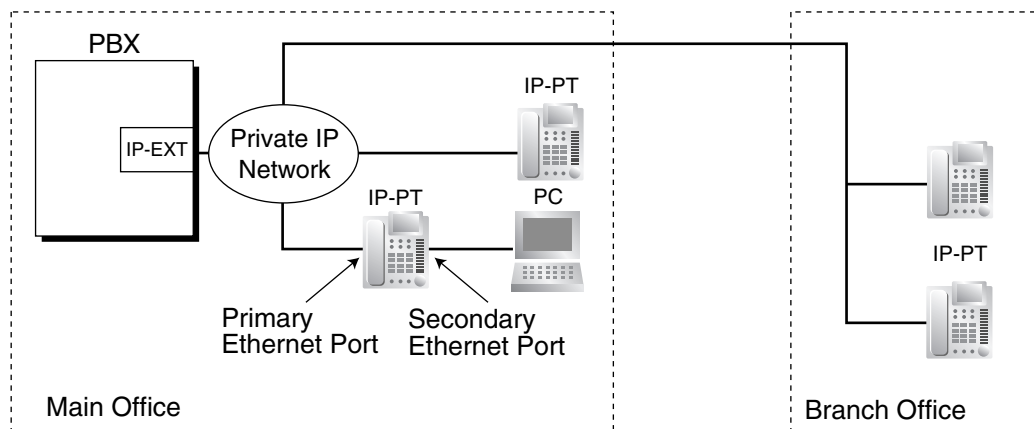 PBX
IP-EXT
Private IP
Network
IP-PT
IP-PT
PC
Primary
Ethernet Port
Secondary
Ethernet Port
Main Office
IP-PT
Branch Office